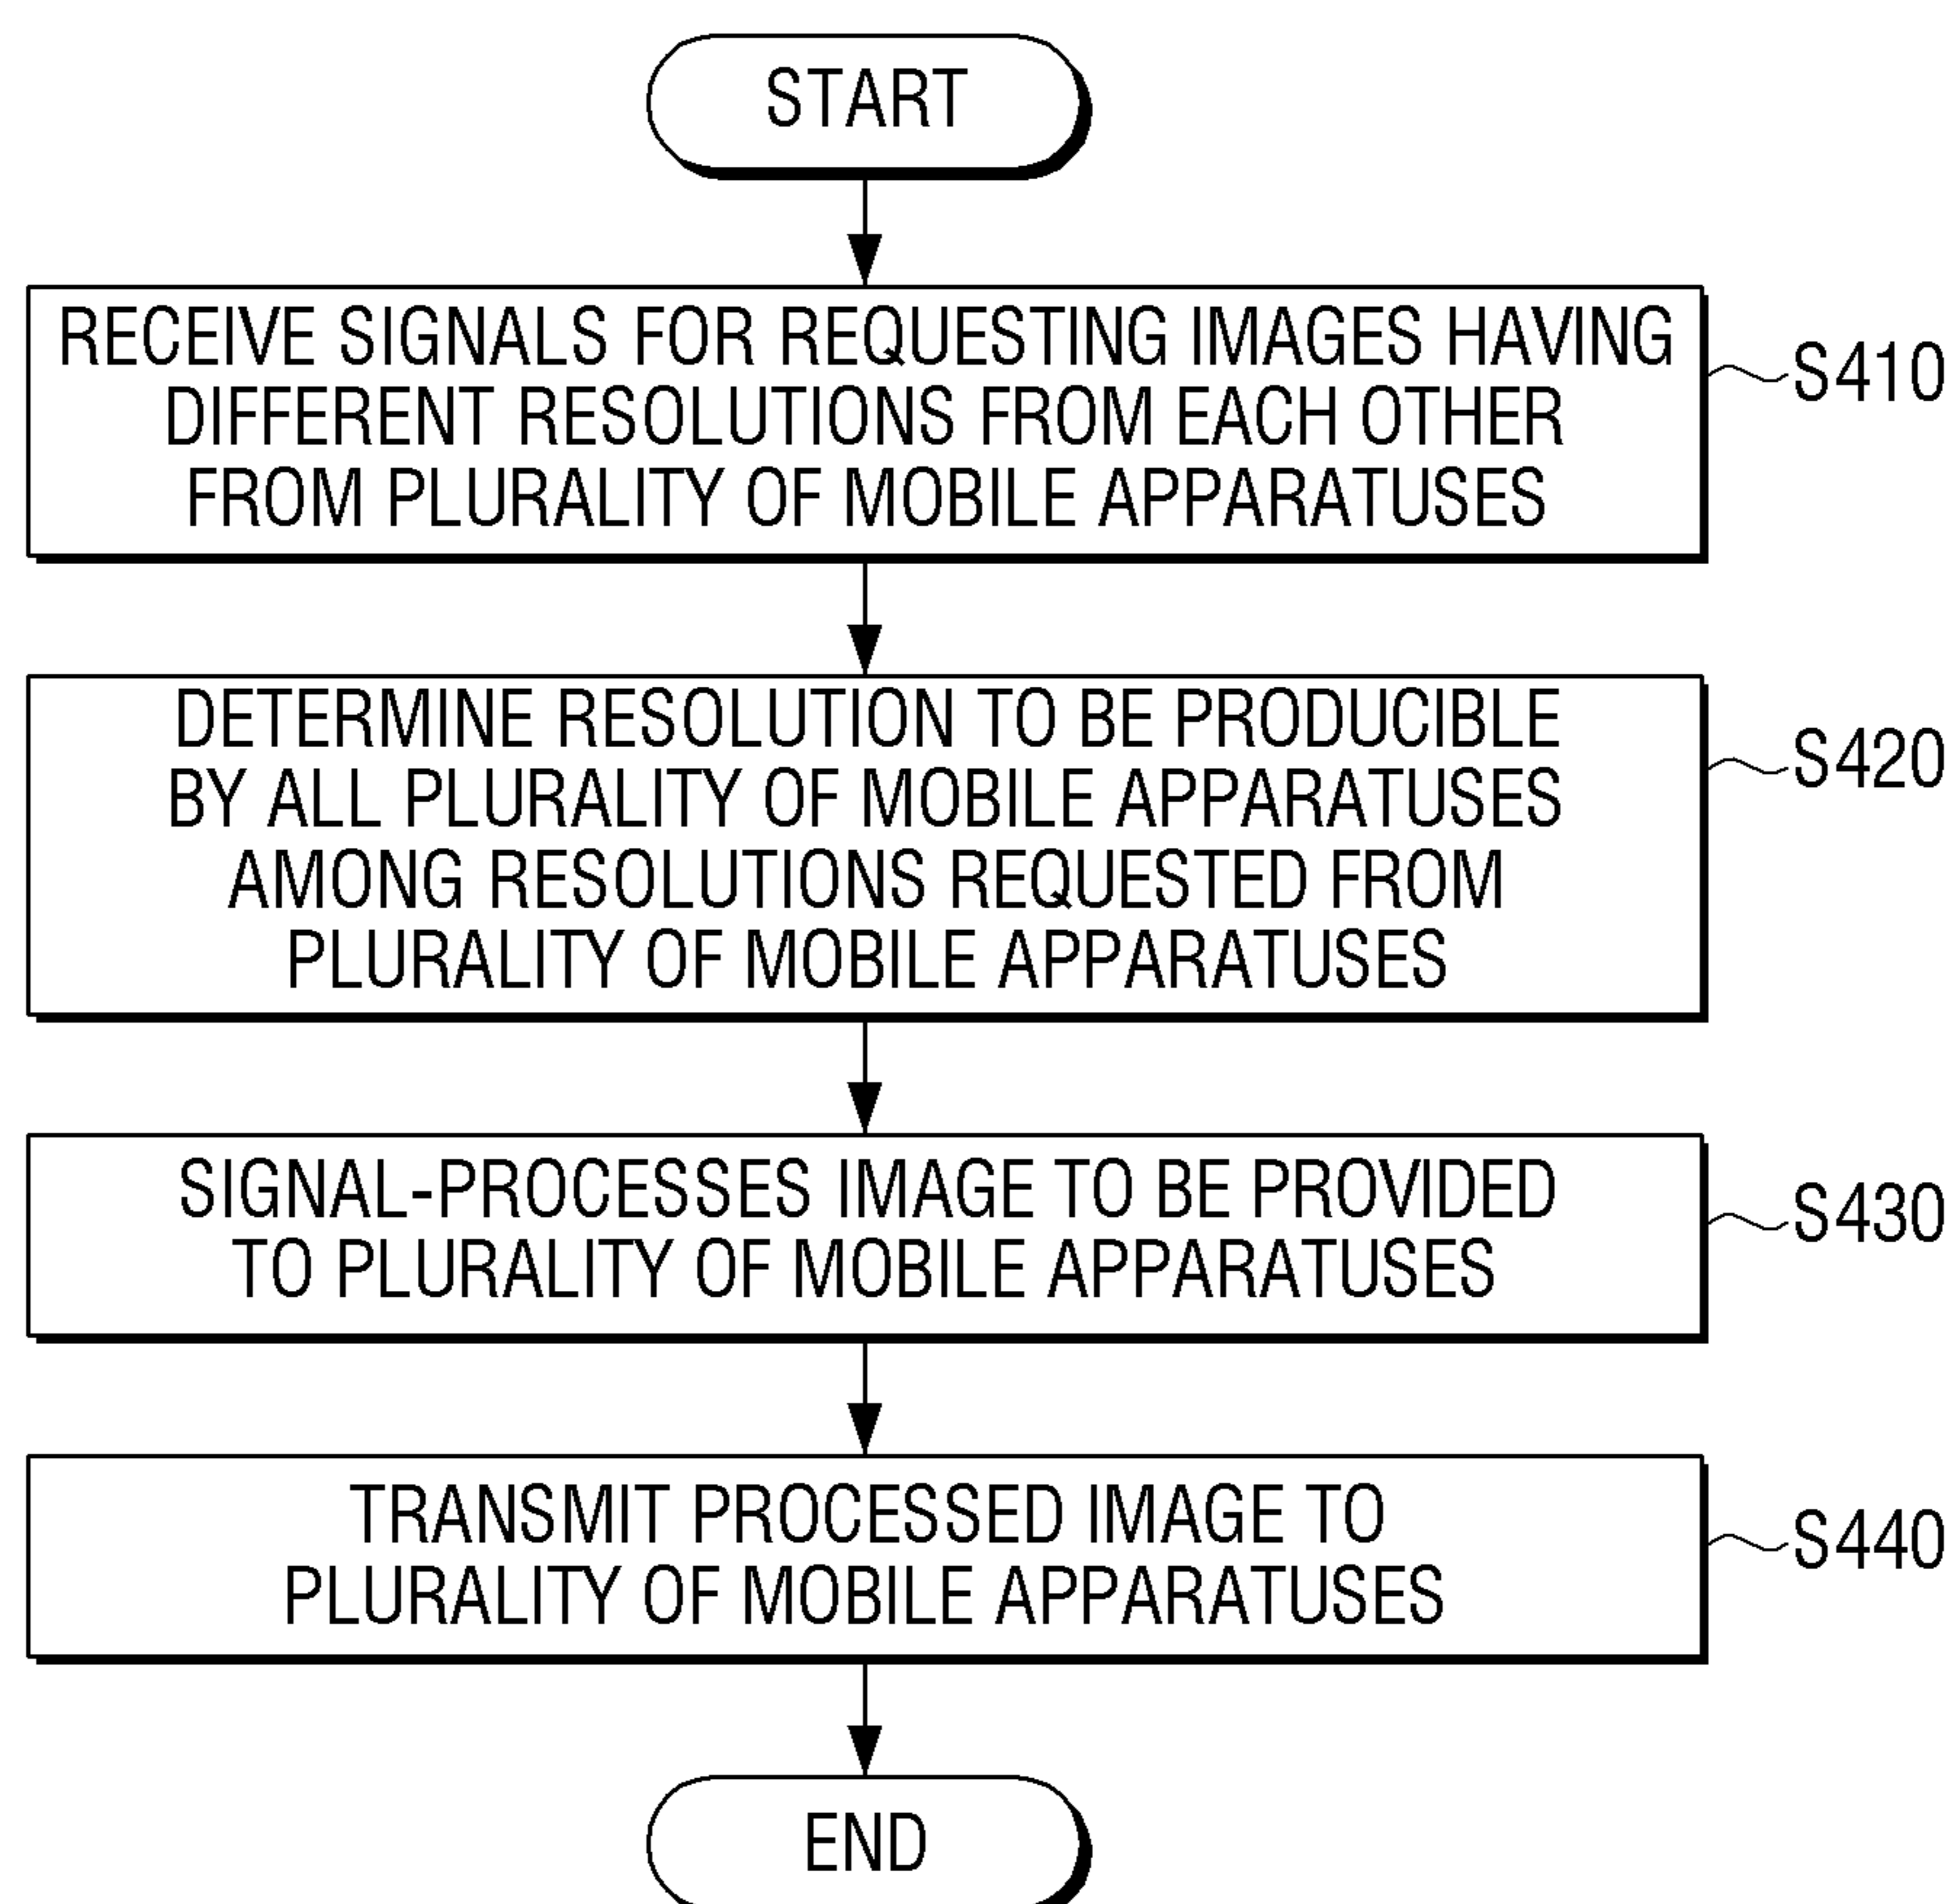 START
RECEIVE SIGNALS FOR REQUESTING IMAGES HAVING
DIFFERENT RESOLUTIONS FROM EACH OTHER
FROM PLURALITY OF MOBILE APPARATUSES
S410
DETERMINE RESOLUTION TO BE PRODUCIBLE
BY ALL PLURALITY OF MOBILE APPARATUSES
AMONG RESOLUTIONS REQUESTED FROM
PLURALITY OF MOBILE APPARATUSES
S420
SIGNAL-PROCESSES IMAGE TO BE PROVIDED
TO PLURALITY OF MOBILE APPARATUSES
S430
TRANSMIT PROCESSED IMAGE TO
PLURALITY OF MOBILE APPARATUSES
S440
END